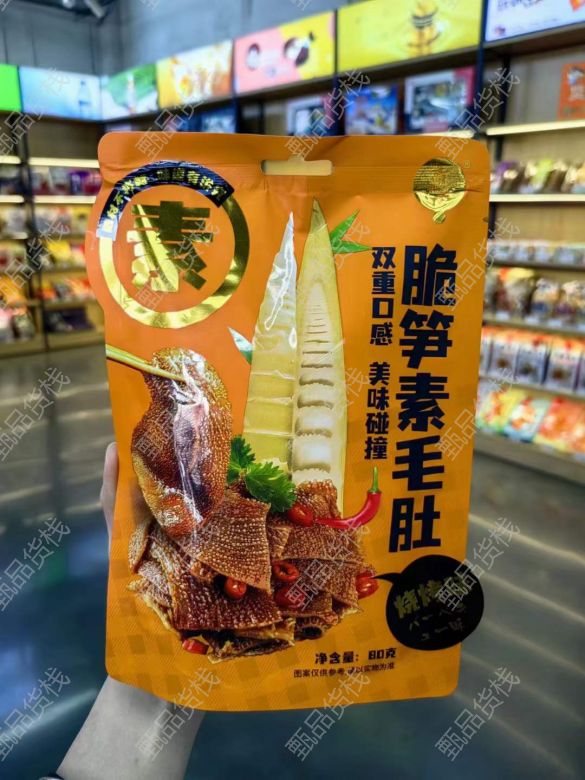 素
双重口感 美味碰撞
脆笋素毛肚
烧烤味
净含量：80克
图案仅供参考 请以实物为准
甄品货栈